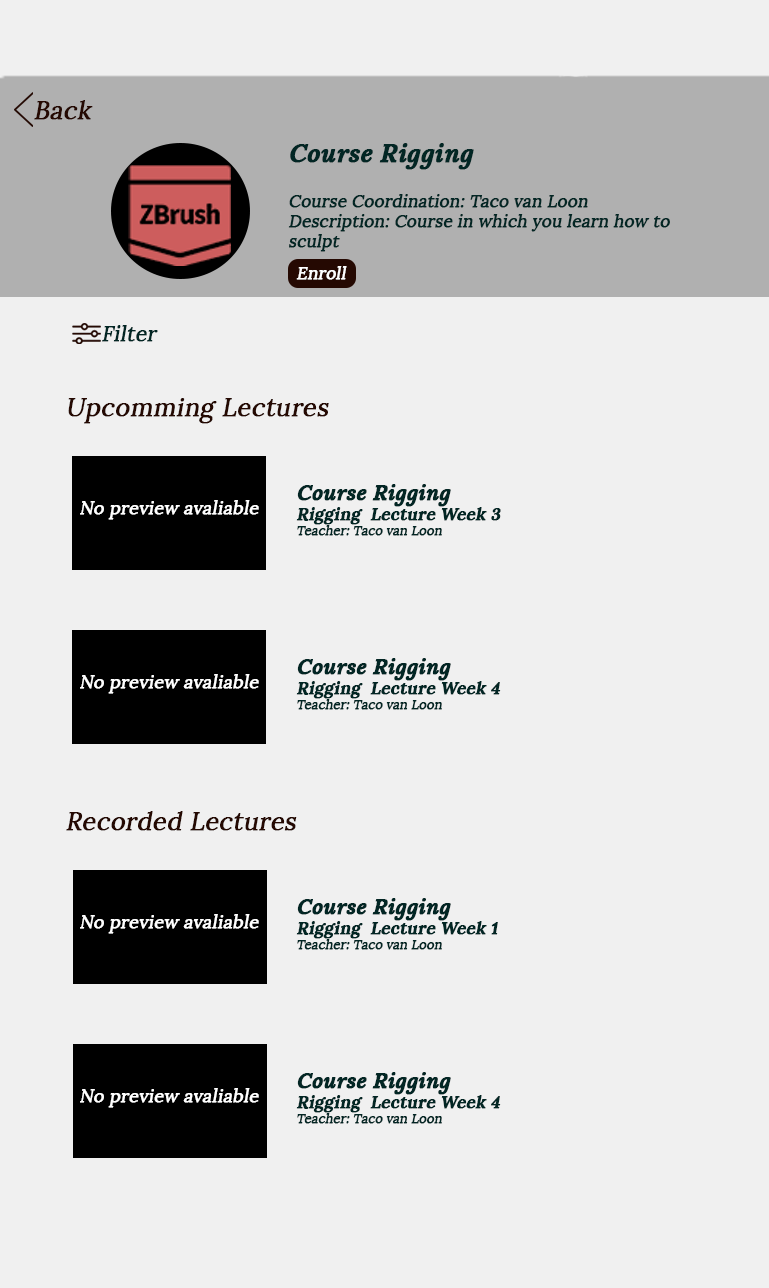 Back
ZBrush
Course Rigging
Course Coordination: Taco van Loon
Description: Course in which you learn how to
sculpt
Enroll
Filter
Upcomming Lectures
No preview avaliable
Course Rigging
Rigging  Lecture Week 3
Teacher: Taco van Loon
No preview avaliable
Course Rigging
Rigging  Lecture Week 4
Teacher: Taco van Loon
Recorded Lectures
No preview avaliable
Course Rigging
Rigging  Lecture Week 1
Teacher: Taco van Loon
No preview avaliable
Course Rigging
Rigging  Lecture Week 4
Teacher: Taco van Loon